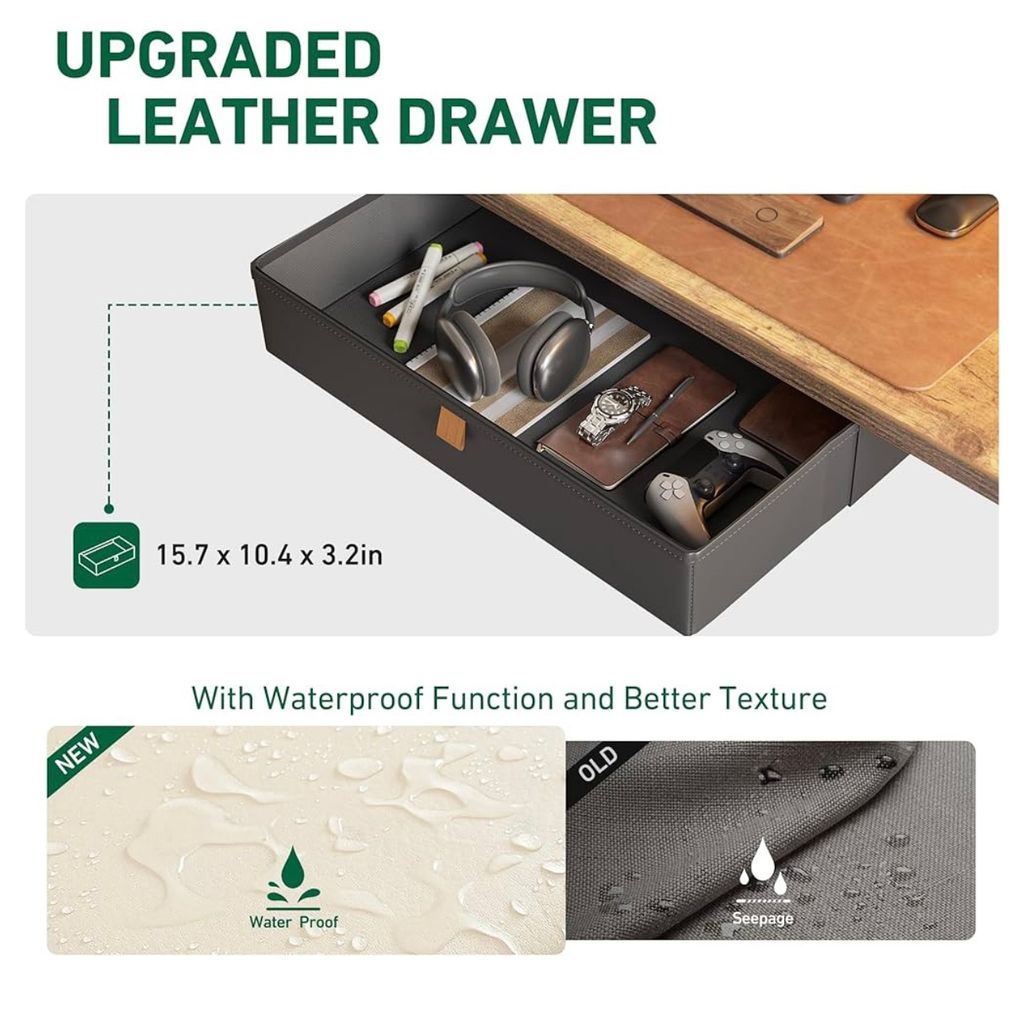 UPGRADED
LEATHER DRAWER
15.7 x 10.4 x 3.2in
With Waterproof Function and Better Texture
NEW
OLD
Water Proof
Seepage